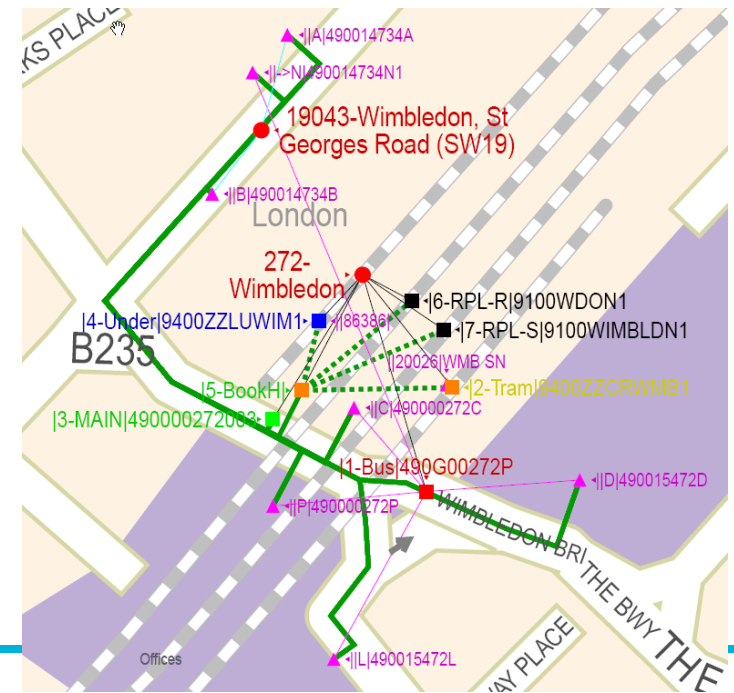 KS PLACE
◂||A|490014734A
◂||->N|490014734N1
19043-Wimbledon, St
Georges Road (SW19)
◂||B|490014734B
London
272-
Wimbledon
◂|6-RPL-R|9100WDON1
|4-Under|9400ZZLUWIM1▸
◂||86386|
◂|7-RPL-S|9100WIMBLDN1
B235
||20026|WMB SN
|5-BookH|▸
◂|2-Tram|9400ZZCRWMB1
◂||C|490000272C
|3-MAIN|490000272003▸
|1-Bus|490G00272P
◂||D|490015472D
◂||P|490000272P
WIMBLEDON BRI
THE BWY
THE
Offices
◂||L|490015472L
AY PLACE